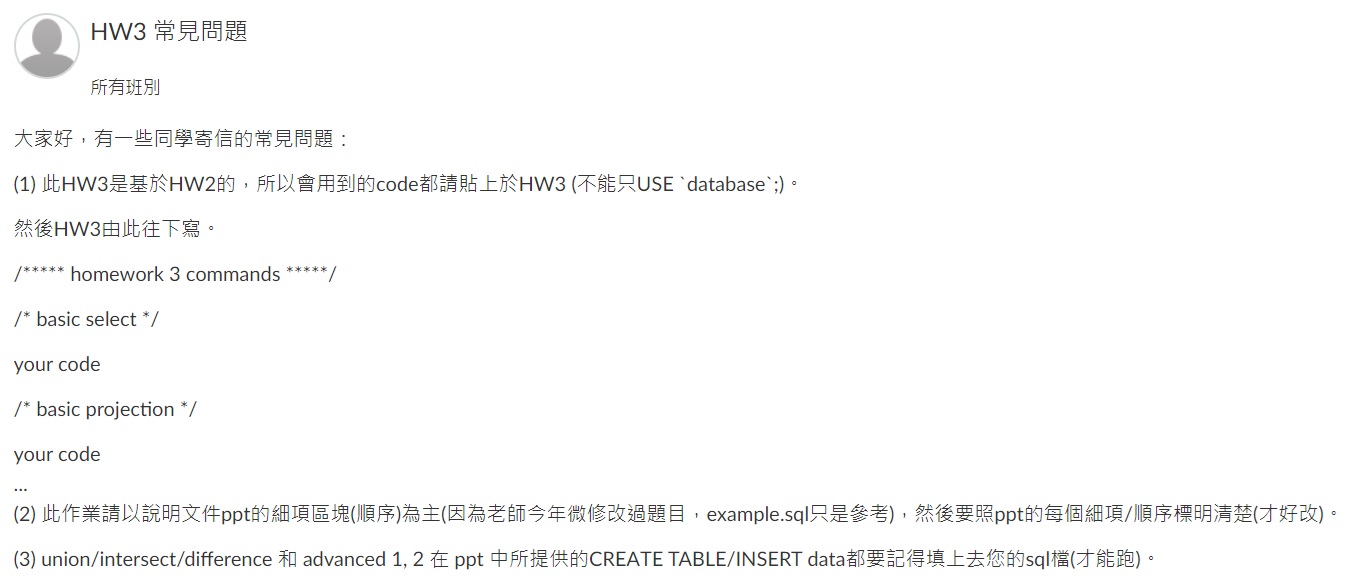 HW3 常見問題
所有班別
大家好，有一些同學寄信的常見問題：
(1) 此HW3是基於HW2的，所以會用到的code都請貼上於HW3 (不能只USE `database`;)。
然後HW3由此往下寫。
/***** homework 3 commands *****/
/* basic select */
your code
/* basic projection */
your code
...
(2) 此作業請以說明文件ppt的細項區塊(順序)為主(因為老師今年微修改過題目，example.sql只是參考)，然後要照ppt的每個細項/順序標明清楚(才好改)。
(3) union/intersect/difference 和 advanced 1, 2 在 ppt 中所提供的CREATE TABLE/INSERT data都要記得填上去您的sql檔(才能跑)。